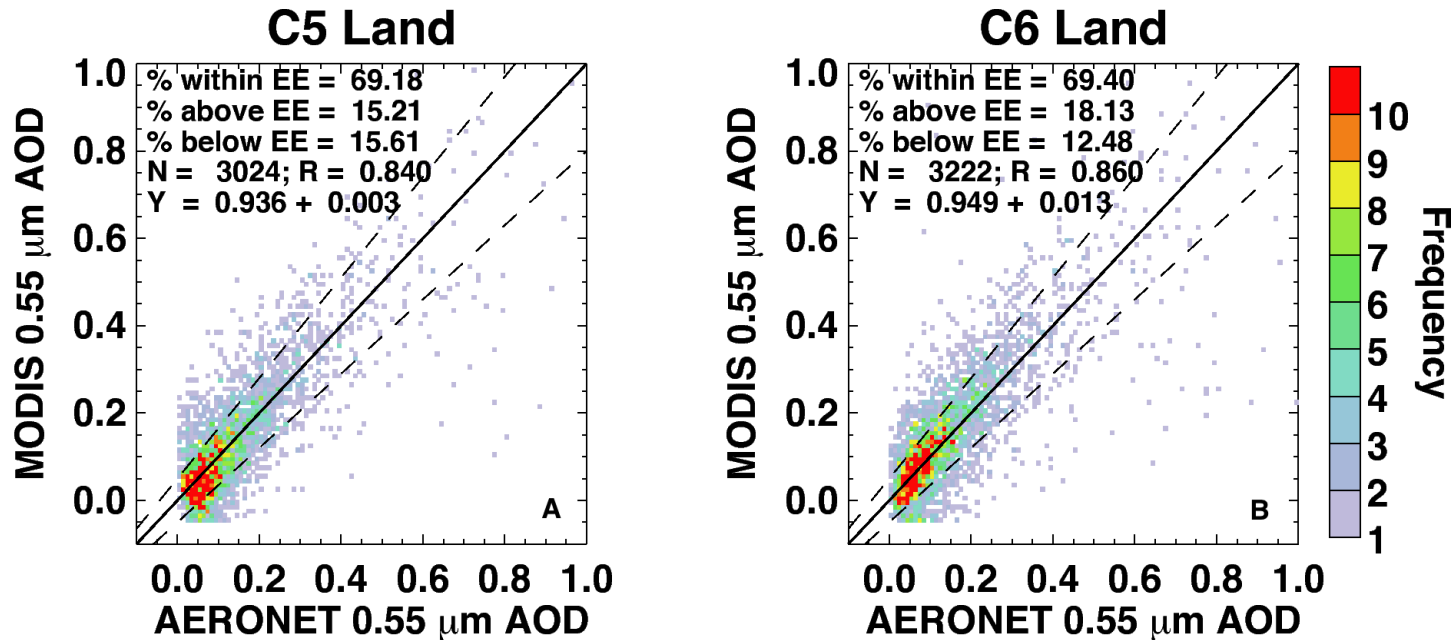 C5 Land
% within EE = 69.18
% above EE = 15.21
% below EE = 15.61
N = 3024; R = 0.840
Y = 0.936 + 0.003
1.0
0.8
0.6
0.4
0.2
0.0
MODIS 0.55 μm AOD
A
0.0 0.2 0.4 0.6 0.8 1.0
AERONET 0.55 μm AOD
C6 Land
% within EE = 69.40
% above EE = 18.13
% below EE = 12.48
N = 3222; R = 0.860
Y = 0.949 + 0.013
1.0
0.8
0.6
0.4
0.2
0.0
MODIS 0.55 μm AOD
B
0.0 0.2 0.4 0.6 0.8 1.0
AERONET 0.55 μm AOD
10
9
8
7
6
5
4
3
2
1
Frequency